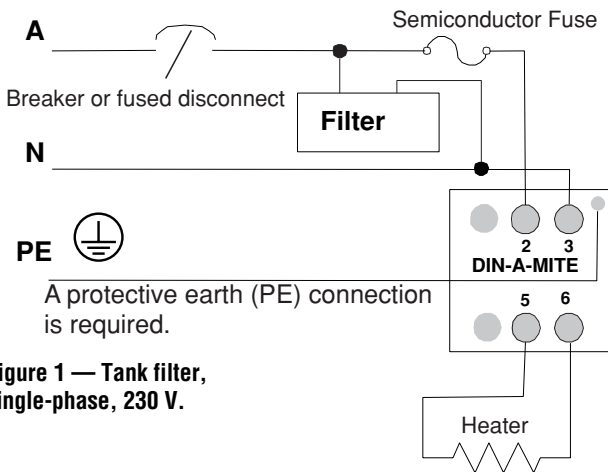 A
Semiconductor Fuse
Breaker or fused disconnect
Filter
N
2 3
DIN-A-MITE
PE
A protective earth (PE) connection
is required.
5 6
igure 1 — Tank filter,
ingle-phase, 230 V.
Heater